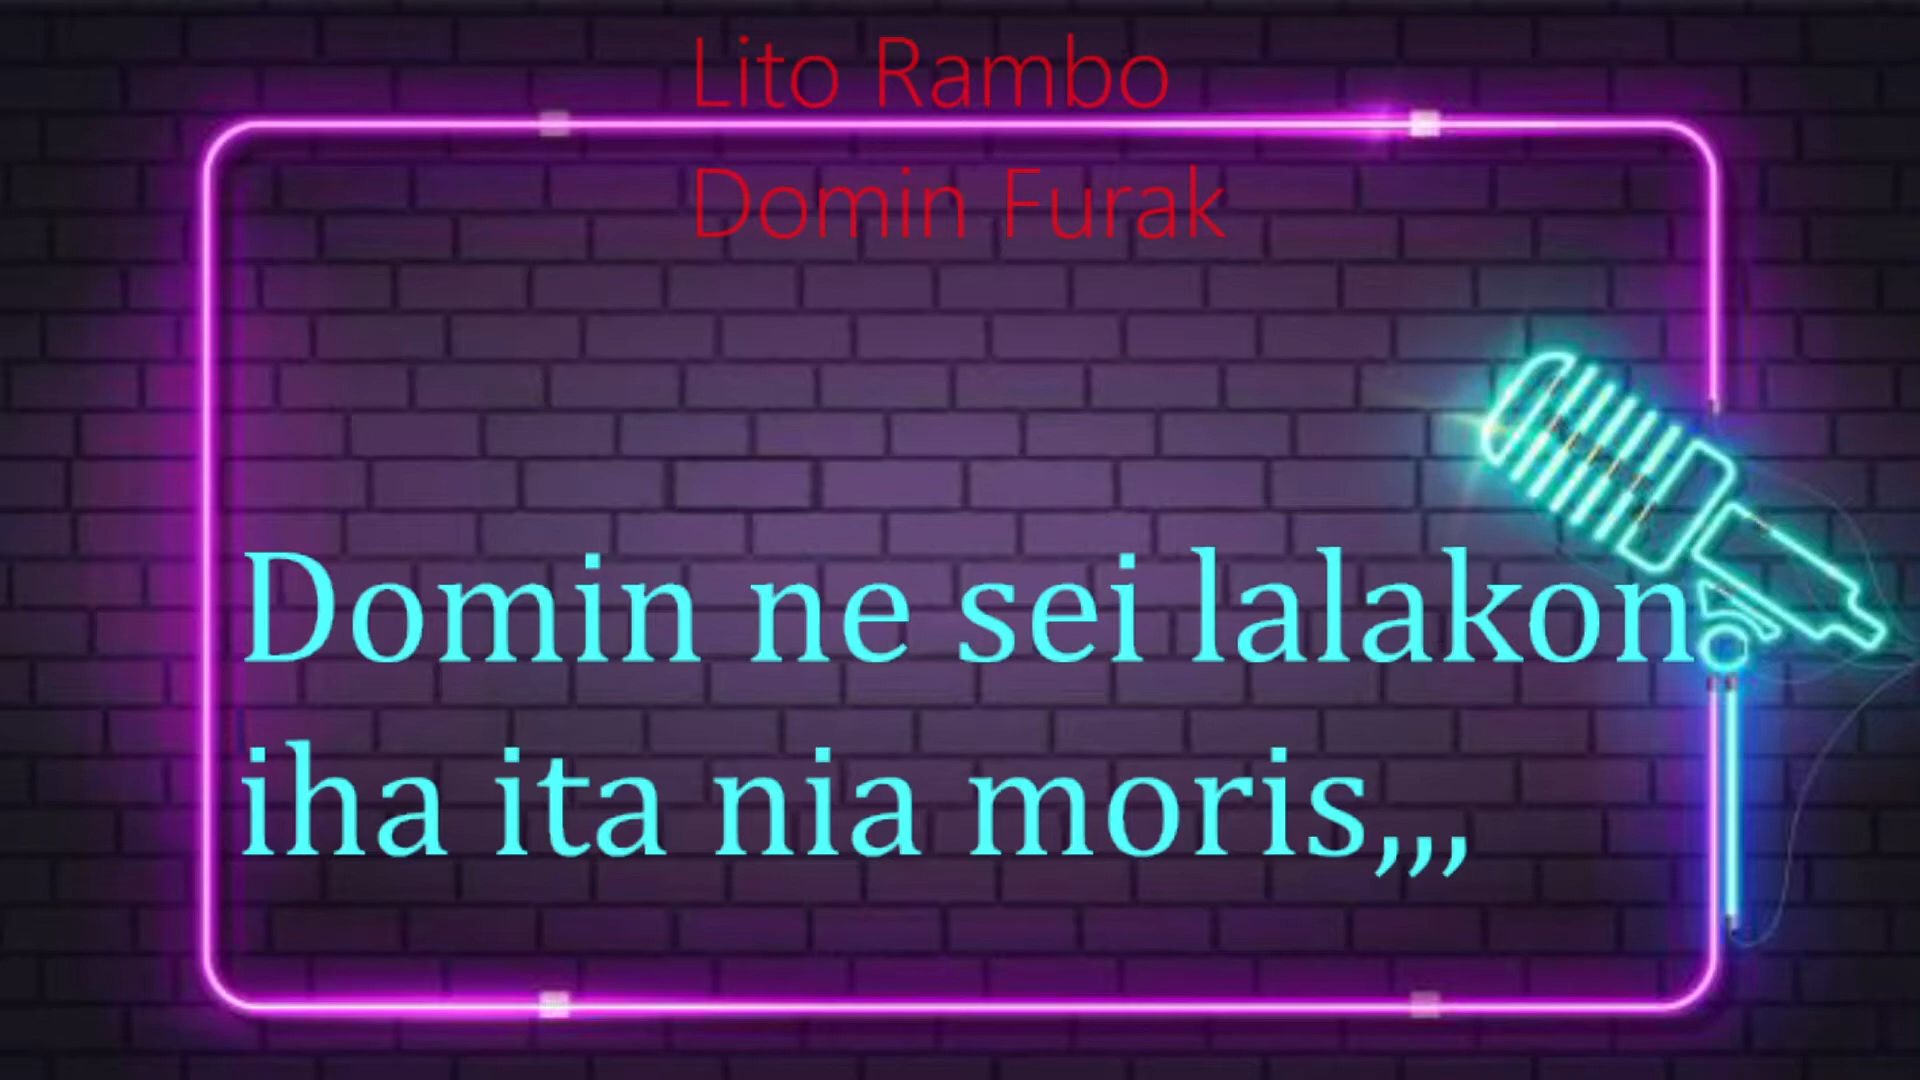 Lito Rambo
Domin Furak
Domin ne sei lalakon
iha ita nia moris,,,